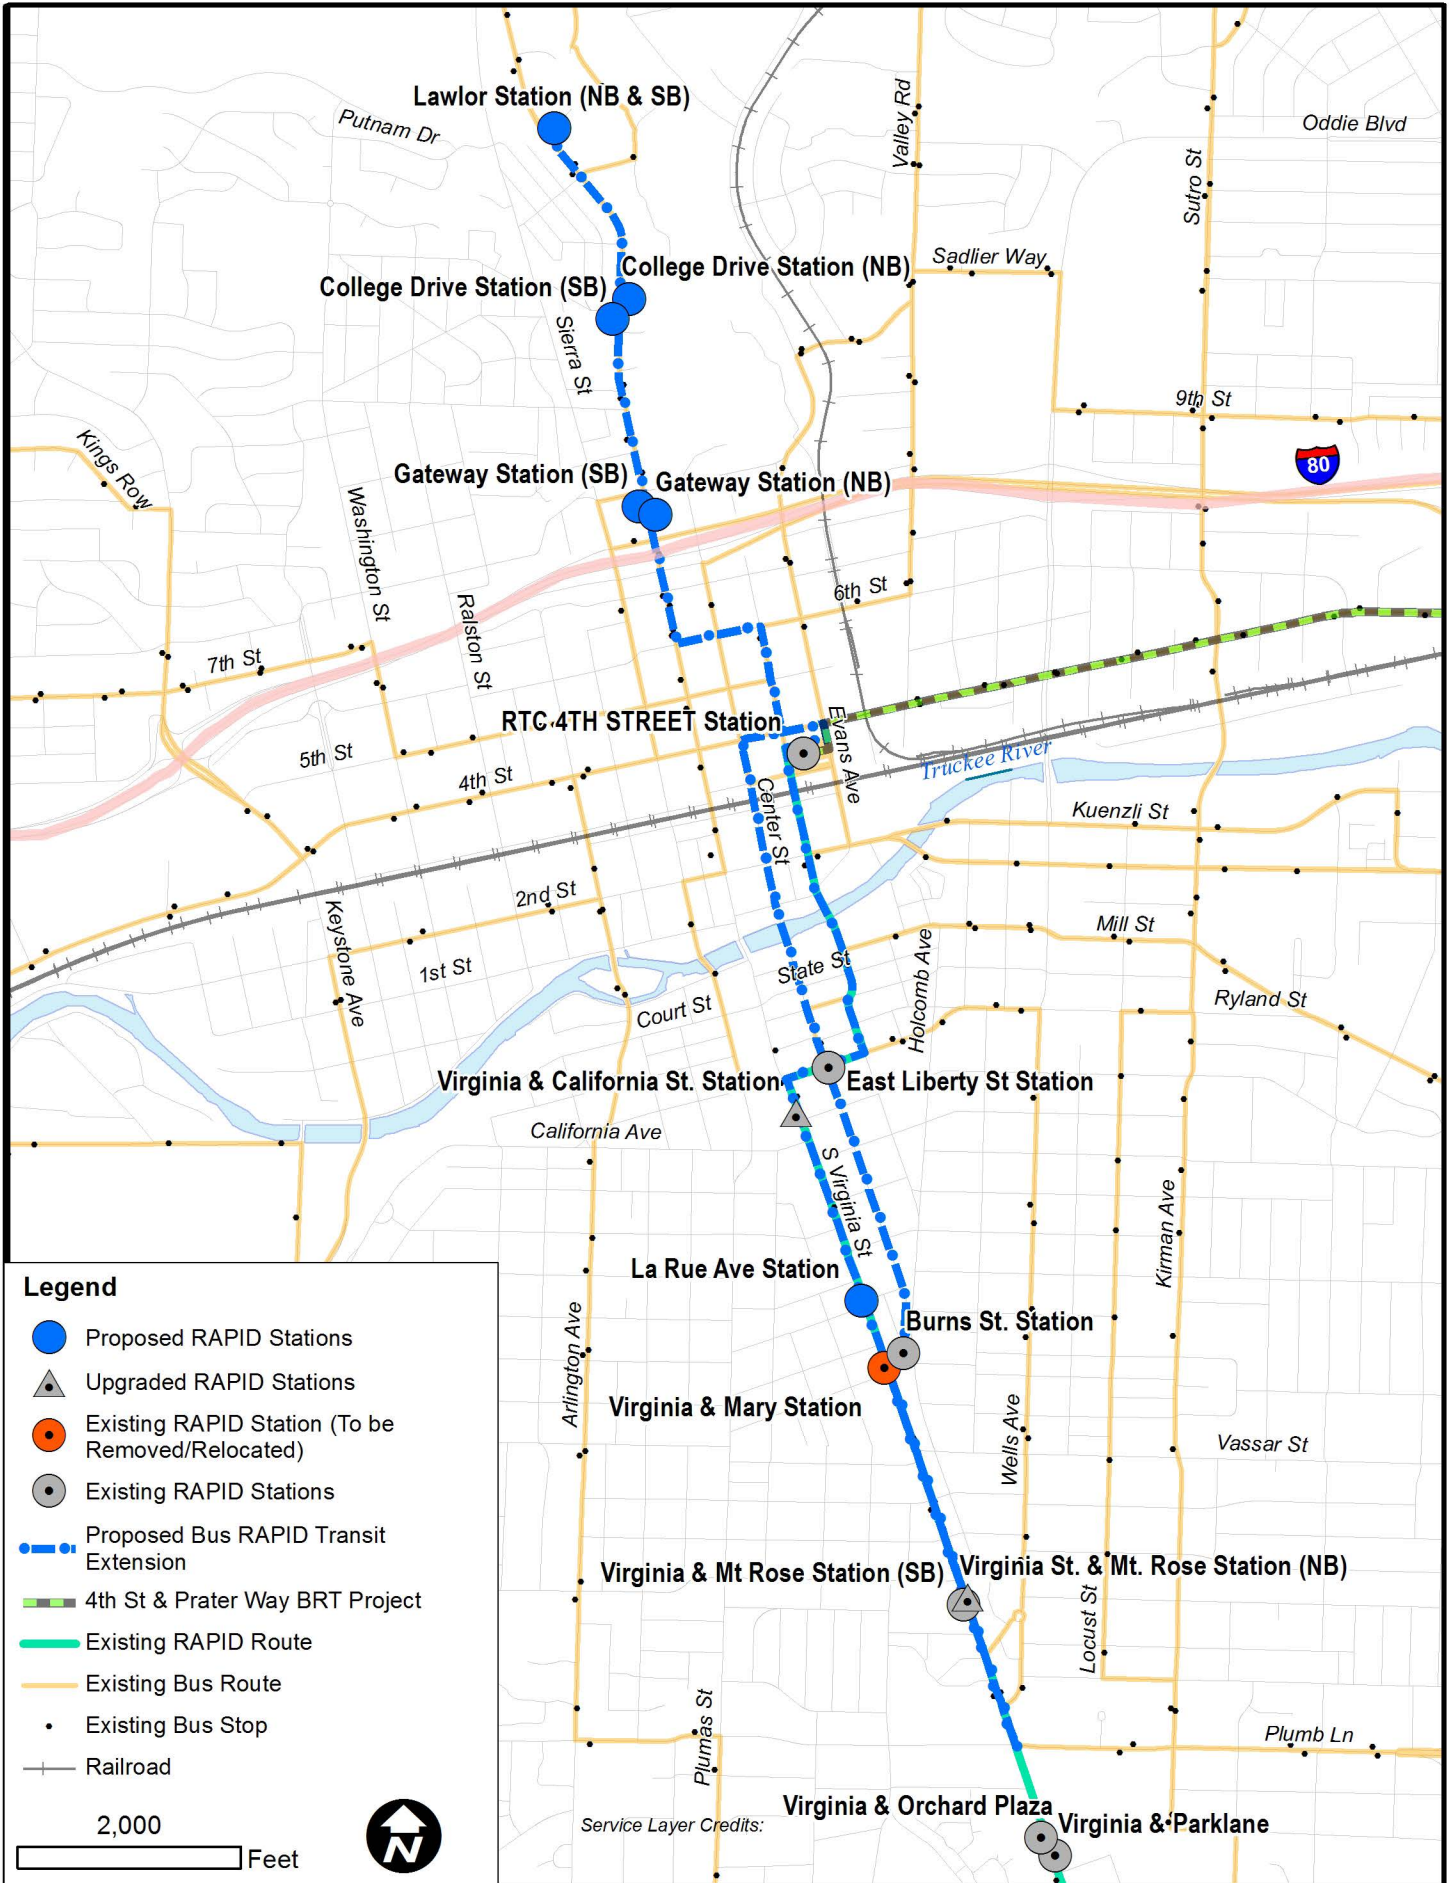 Lawlor Station (NB & SB)
Putnam Dr
Valley Rd
Oddie Blvd
Sutro St
College Drive Station (NB)
Sadlier Way
College Drive Station (SB)
Sierra St
9th St
Kings Row
80
Gateway Station (SB)
Gateway Station (NB)
Washington St
Ralston St
6th St
7th St
RTC 4TH STREET Station
Evans Ave
5th St
4th St
Truckee River
Center St
Kuenzli St
2nd St
Keystone Ave
1st St
Mill St
State St
Holcomb Ave
Ryland St
Court St
Virginia & California St. Station
East Liberty St Station
California Ave
S Virginia St
Kirman Ave
La Rue Ave Station
Burns St. Station
Arlington Ave
Virginia & Mary Station
Wells Ave
Vassar St
Virginia & Mt Rose Station (SB)
Virginia St. & Mt. Rose Station (NB)
Locust St
Plumas St
Plumb Ln
Virginia & Orchard Plaza
Virginia & Parklane
Service Layer Credits:
Legend
Proposed RAPID Stations
Upgraded RAPID Stations
Existing RAPID Station (To be
Removed/Relocated)
Existing RAPID Stations
Proposed Bus RAPID Transit
Extension
4th St & Prater Way BRT Project
Existing RAPID Route
Existing Bus Route
Existing Bus Stop
Railroad
2,000
Feet
N